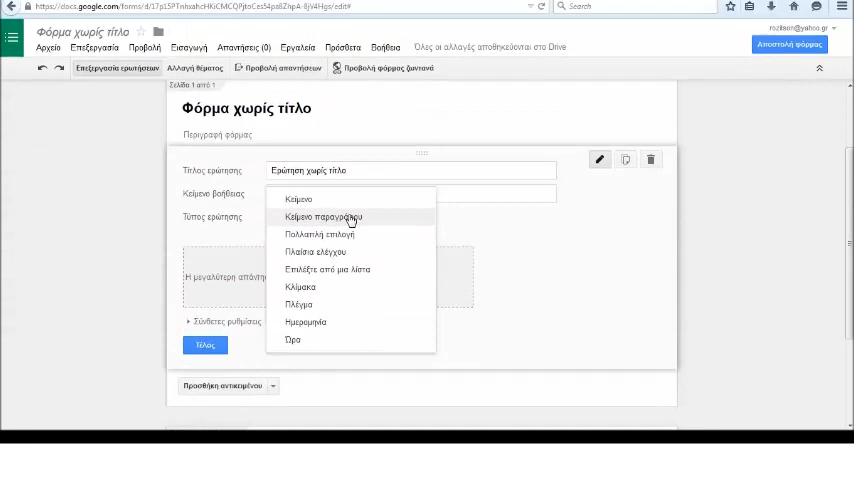 https://docs.google.com/forms/d/17p15PTnhxahcHKiCMCQPjtoCes54pa8ZhpA-8jV4Hgs/edit#
Search
Φόρμα χωρίς τίτλο
rozilson@yahoo.gr
Αρχείο Επεξεργασία Προβολή Εισαγωγή Απαντήσεις (0) Εργαλεία Πρόσθετα Βοήθεια Όλες οι αλλαγές αποθηκεύονται στο Drive
Αποστολή φόρμας
Επεξεργασία ερωτήσεων Αλλαγή θέματος Προβολή απαντήσεων Προβολή φόρμας ζωντανά
Σελίδα 1 από 1
Φόρμα χωρίς τίτλο
Περιγραφή φόρμας
Τίτλος ερώτησης Ερώτηση χωρίς τίτλο
Κείμενο βοήθειας
Τύπος ερώτησης
Κείμενο
Κείμενο παραγράφου
Πολλαπλή επιλογή
Πλαίσια ελέγχου
Επιλέξτε από μια λίστα
Κλίμακα
Πλέγμα
Ημερομηνία
Ώρα
Η μεγαλύτερη απάντη
Σύνθετες ρυθμίσεις
Τέλος
Προσθήκη αντικειμένου